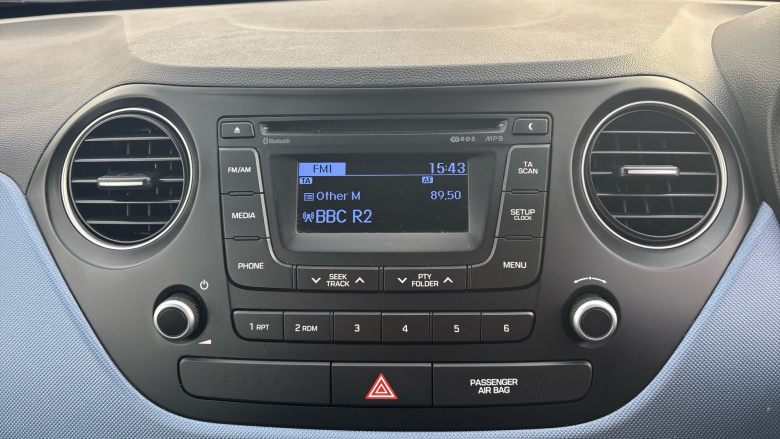 Bluetooth RDS MP3
FM/AM
FM1 15:43
TA AF
TA SCAN
Other M 89.50
BBC R2
MEDIA
SETUP CLOCK
PHONE
SEEK TRACK
PTY FOLDER
MENU
1 RPT 2 RDM 3 4 5 6
PASSENGER
AIR BAG